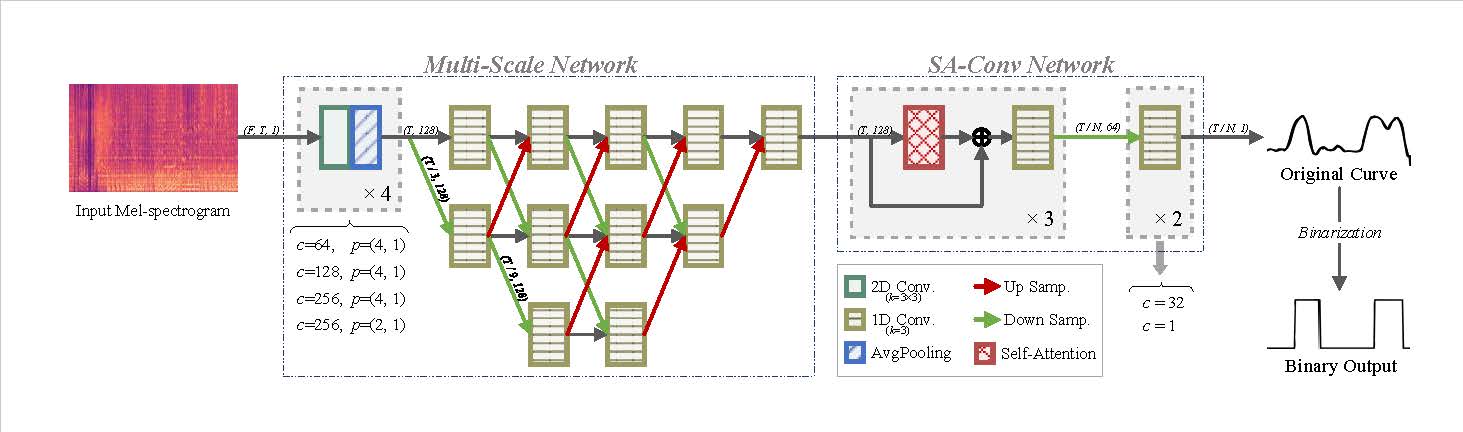 Multi-Scale Network
SA-Conv Network
(F, T, 1)
(T, 128)
(T, 128)
(T / N, 64)
(T / N, 1)
(T / 3, 128)
(T / 9, 128)
× 4
× 3
× 2
Input Mel-spectrogram
c=64, p=(4, 1)
c=128, p=(4, 1)
c=256, p=(4, 1)
c=256, p=(2, 1)
2D Conv.
(k=3×3)
1D Conv.
(k=3)
AvgPooling
Up Samp.
Down Samp.
Self-Attention
c = 32
c = 1
Original Curve
Binarization
Binary Output